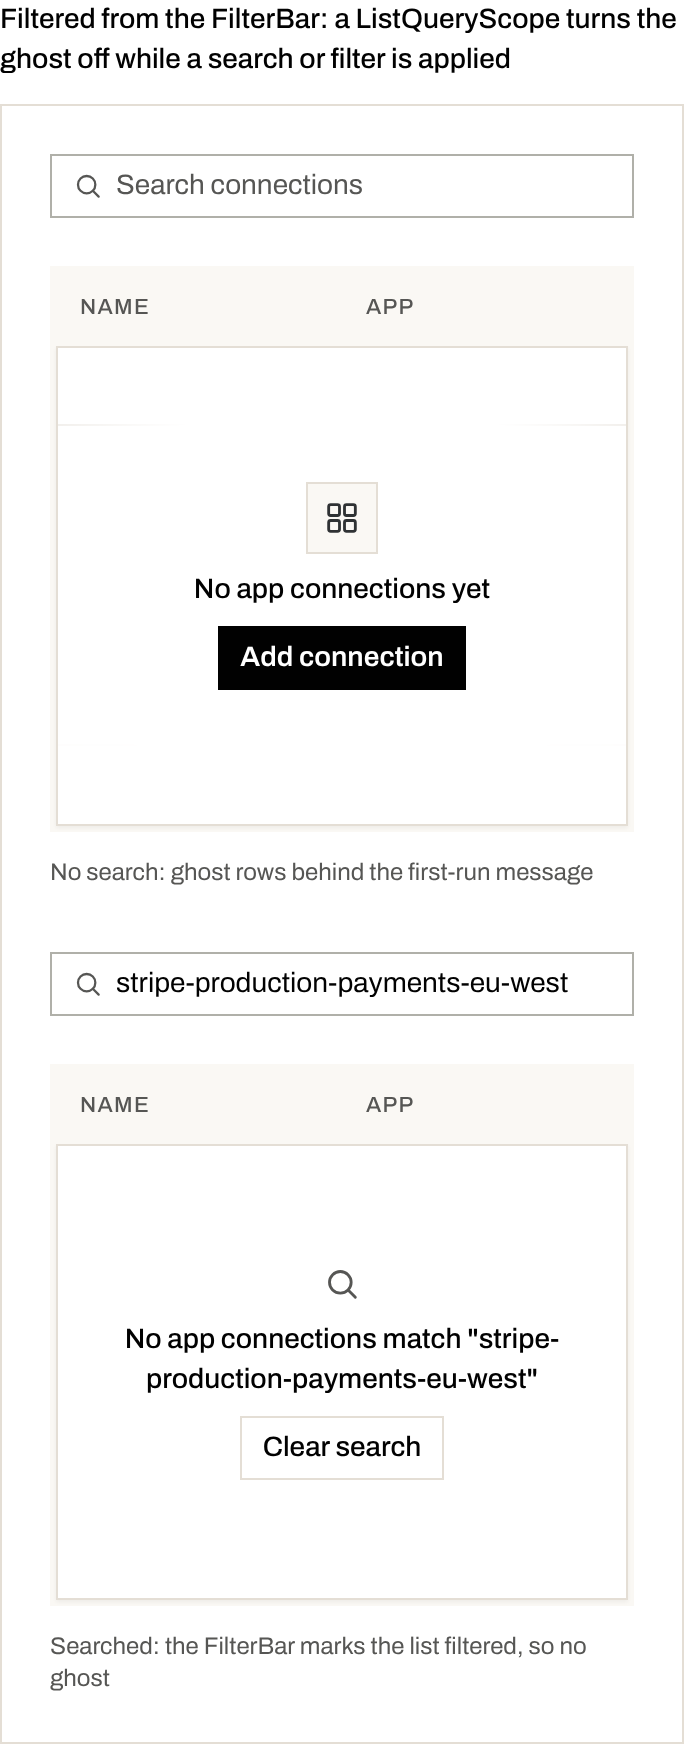 Filtered from the FilterBar: a ListQueryScope turns the
ghost off while a search or filter is applied
Search connections
NAME APP
No app connections yet
Add connection
No search: ghost rows behind the first-run message
stripe-production-payments-eu-west
NAME APP
No app connections match "stripe-
production-payments-eu-west"
Clear search
Searched: the FilterBar marks the list filtered, so no
ghost